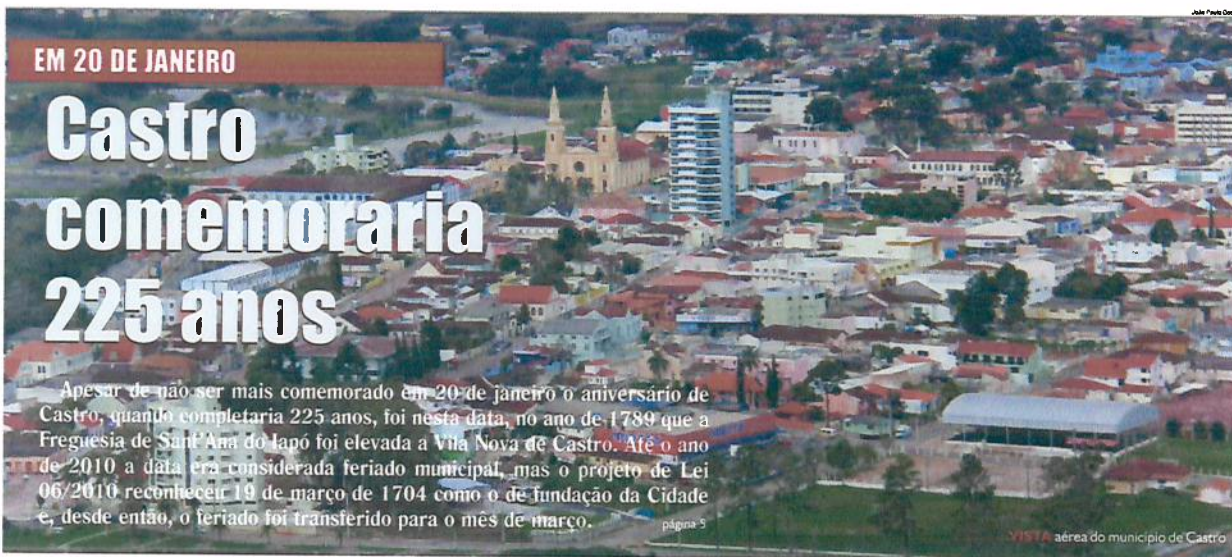 EM 20 DE JANEIRO
Castro
comemoraria
225 anos
Apesar de não ser mais comemorado em 20 de janeiro o aniversário de
Castro, quando completaria 225 anos, foi nesta data, no ano de 1789 que a
Freguesia de Sant'Ana do Iapó foi elevada a Vila Nova de Castro. Até o ano
de 2010 a data era considerada feriado municipal, mas o projeto de Lei
06/2010 reconheceu 19 de março de 1704 como o de fundação da Cidade
e, desde então, o feriado foi transferido para o mês de março.
página 5
VISTA aérea do município de Castro